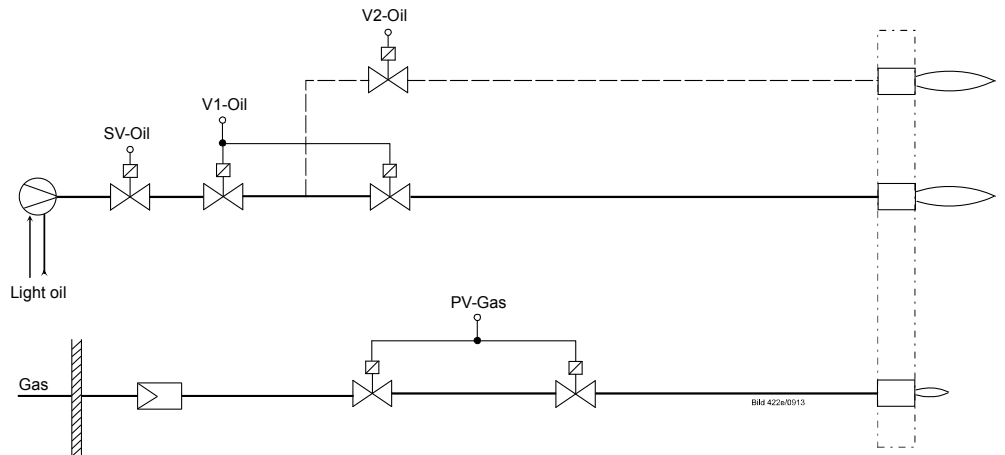 V2-Oil
V1-Oil
SV-Oil
Light oil
PV-Gas
Gas
Bild 422e/0913